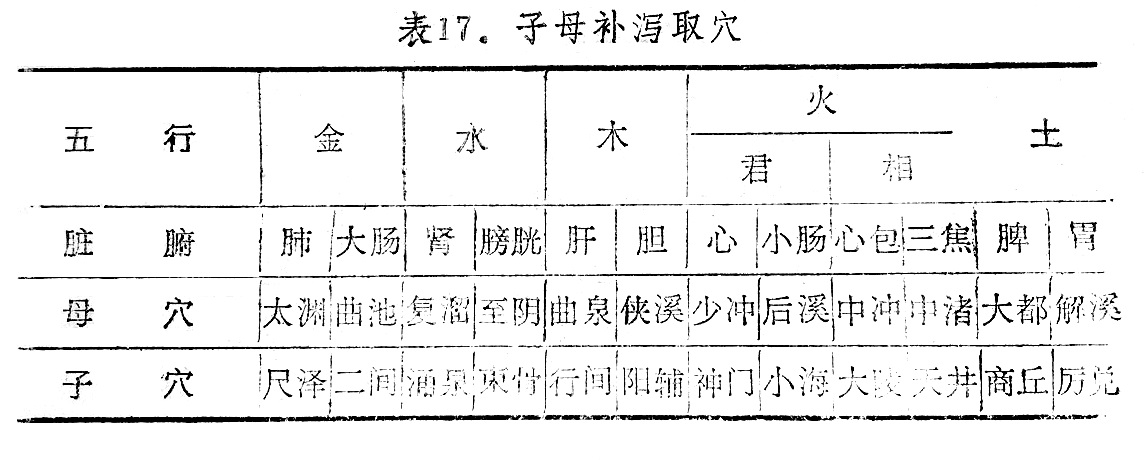 表17。子母补泻取穴
五行 金 水 木 火 土
君 相
脏腑 肺 大肠 肾 膀胱 肝 胆 心 小肠 心包 三焦 脾 胃
母穴 太渊 曲池 复溜 至阴 曲泉 侠溪 少冲 后溪 中冲 中渚 大都 解溪
子穴 尺泽 二间 涌泉 束骨 行间 阳辅 神门 小海 大陵 天井 商丘 厉兑